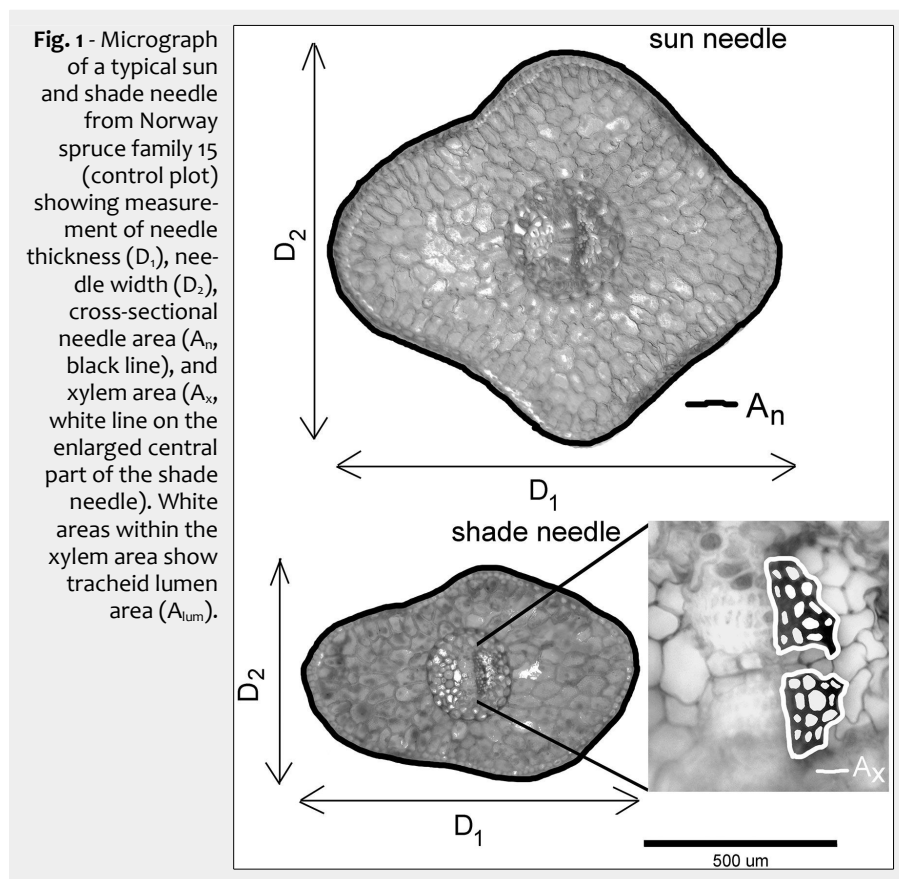 Fig. 1 - Micrograph
of a typical sun
and shade needle
from Norway
spruce family 15
(control plot)
showing measure-
ment of needle
thickness (D₁), nee-
dle width (D₂),
cross-sectional
needle area (Aₙ,
black line), and
xylem area (Aₓ,
white line on the
enlarged central
part of the shade
needle). White
areas within the
xylem area show
tracheid lumen
area (Alum).
sun needle
D₂
Aₙ
D₁
shade needle
D₂
Aₓ
D₁
500 um